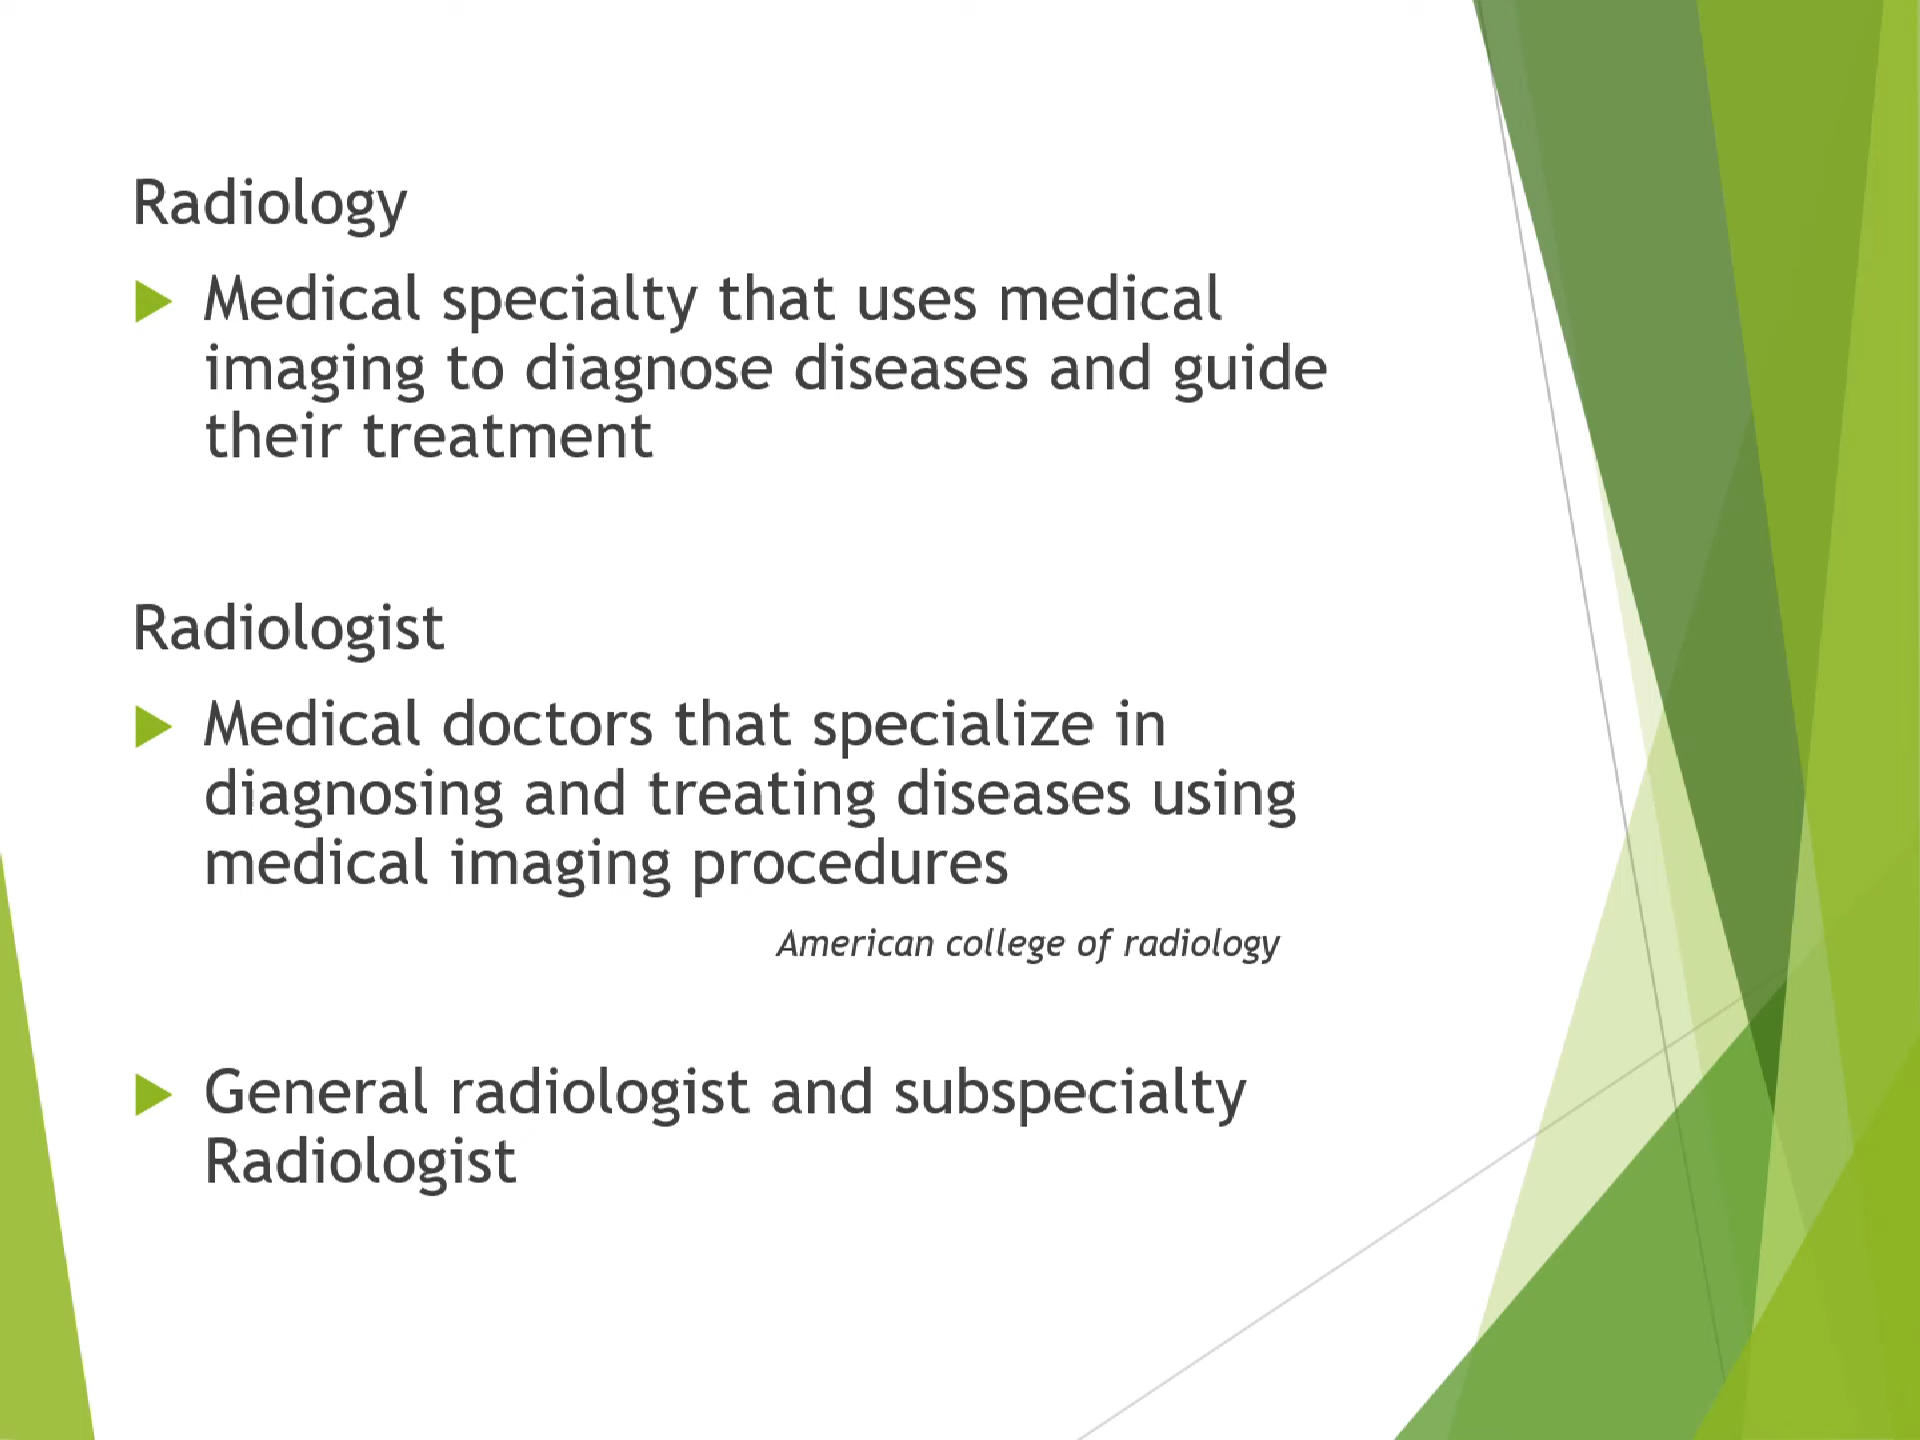 Radiology
Medical specialty that uses medical
imaging to diagnose diseases and guide
their treatment
Radiologist
Medical doctors that specialize in
diagnosing and treating diseases using
medical imaging procedures
American college of radiology
General radiologist and subspecialty
Radiologist